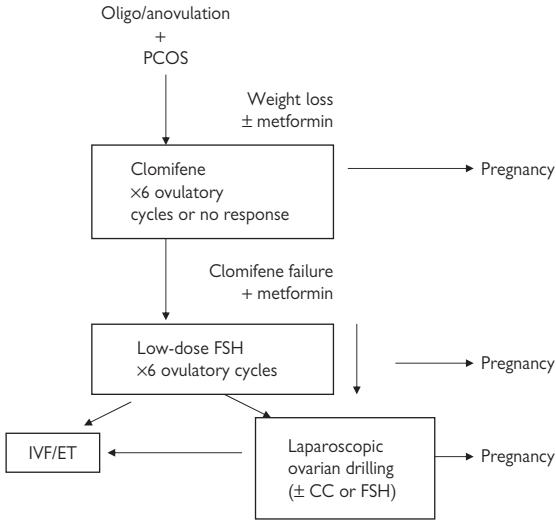 Oligo/anovulation
+
PCOS
Weight loss
± metformin
Clomifene
×6 ovulatory
cycles or no response
Pregnancy
Clomifene failure
+ metformin
Low-dose FSH
×6 ovulatory cycles
Pregnancy
IVF/ET
Laparoscopic
ovarian drilling
(± CC or FSH)
Pregnancy